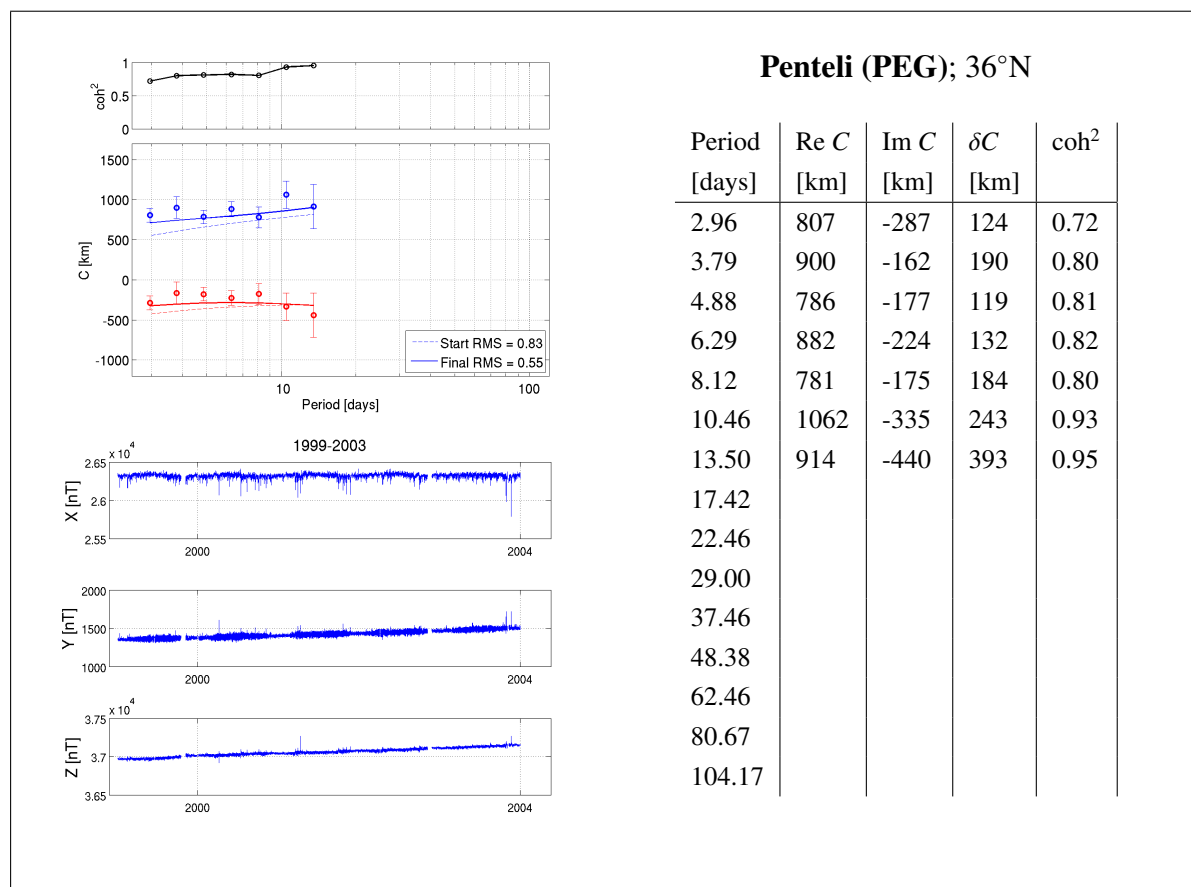 1
0.5
0
coh²
1500
1000
500
0
-500
-1000
C [km]
Start RMS = 0.83
Final RMS = 0.55
10
100
Period [days]
1999-2003
x 10⁴
2.65
2.6
2.55
X [nT]
2000
2004
2000
1500
1000
Y [nT]
2000
2004
x 10⁴
3.75
3.7
3.65
Z [nT]
2000
2004
Penteli (PEG); 36°N
Period Re C Im C δC coh²
[days] [km] [km] [km]
2.96 807 -287 124 0.72
3.79 900 -162 190 0.80
4.88 786 -177 119 0.81
6.29 882 -224 132 0.82
8.12 781 -175 184 0.80
10.46 1062 -335 243 0.93
13.50 914 -440 393 0.95
17.42
22.46
29.00
37.46
48.38
62.46
80.67
104.17